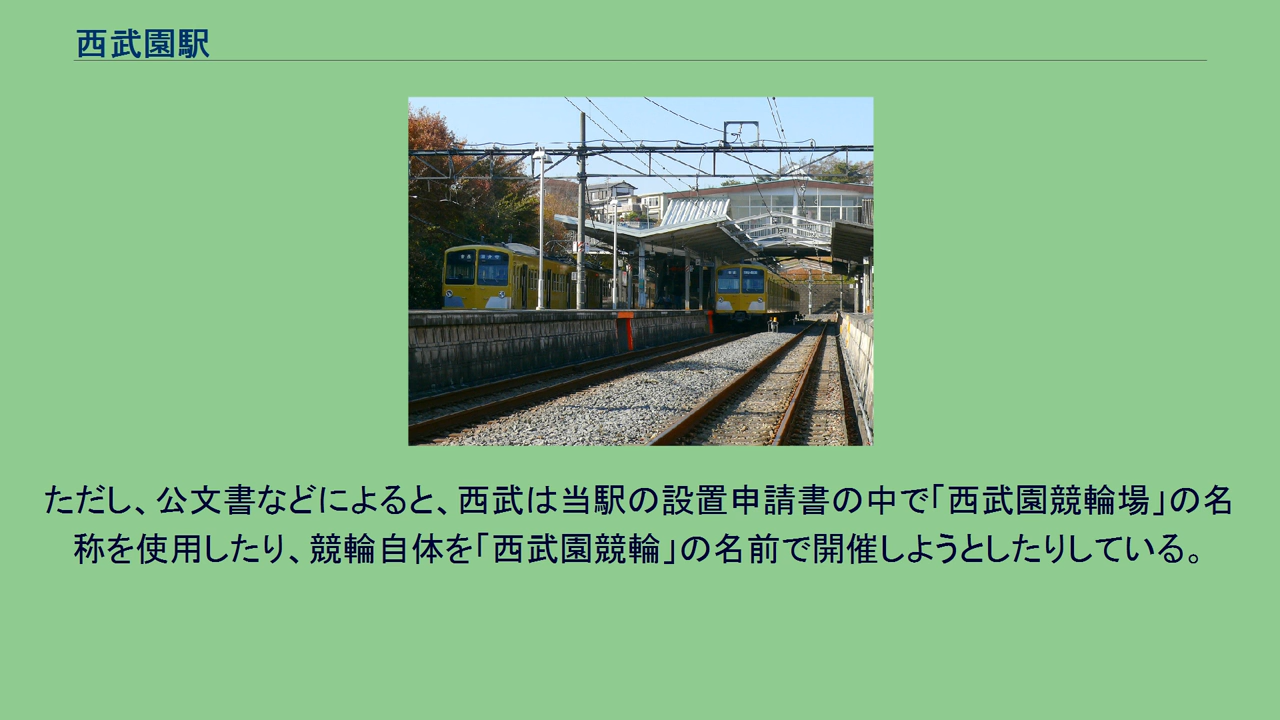 西武園駅
ただし、公文書などによると、西武は当駅の設置申請書の中で｢西武園競輪場｣の名
称を使用したり、競輪自体を｢西武園競輪｣の名前で開催しようとしたりしている。